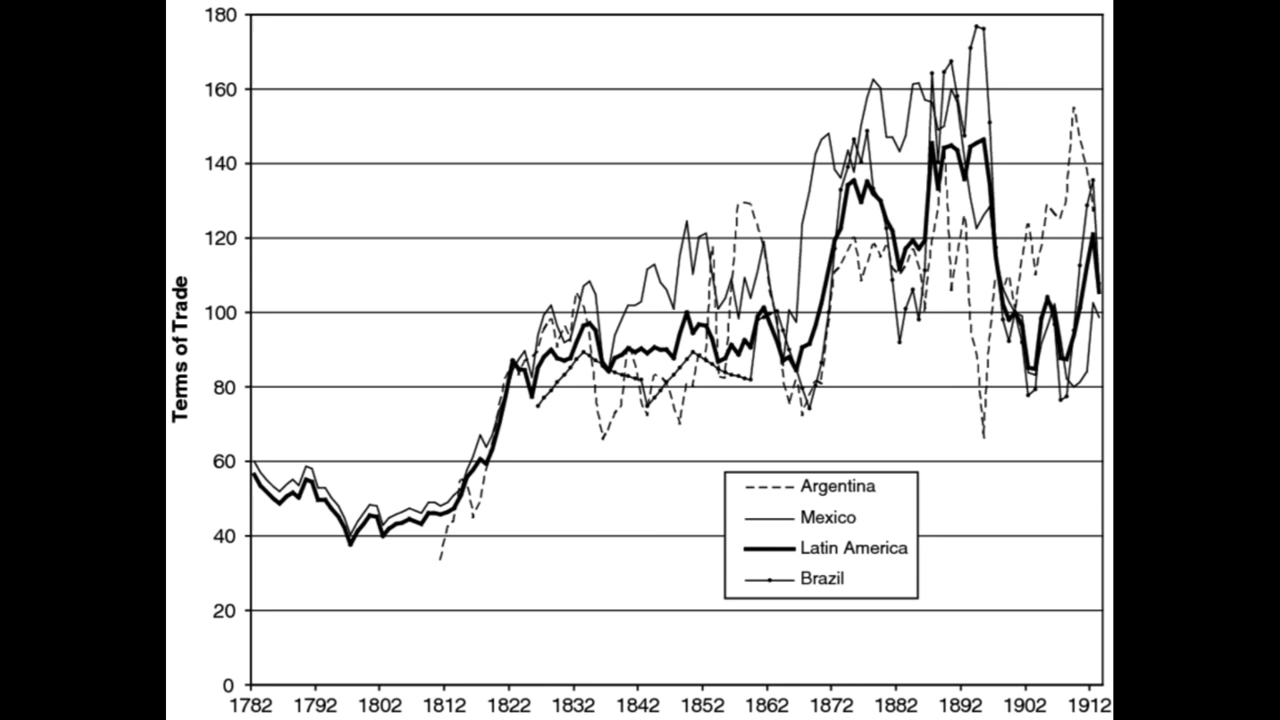 180
160
140
120
100
80
60
40
20
0
Terms of Trade
Argentina
Mexico
Latin America
Brazil
1782 1792 1802 1812 1822 1832 1842 1852 1862 1872 1882 1892 1902 1912